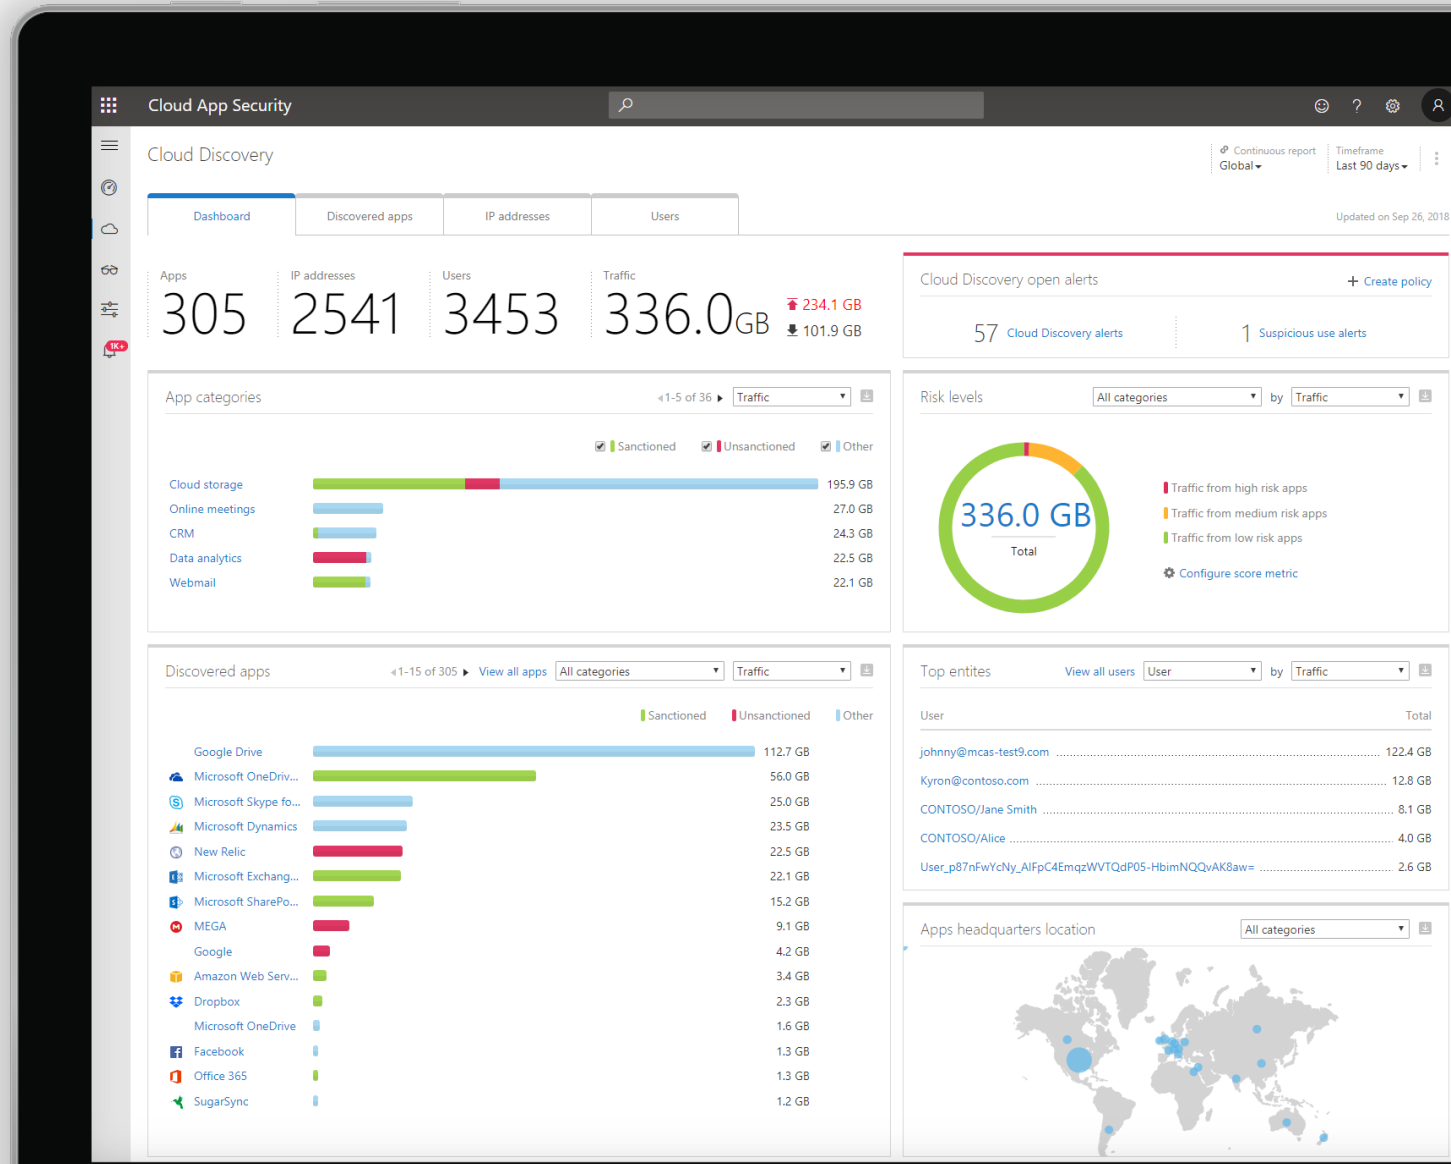 Cloud App Security
?
Cloud Discovery
Continuous report
Global
Timeframe
Last 90 days
Dashboard
Discovered apps
IP addresses
Users
Updated on Sep 26, 2018
1K+
Apps
305
IP addresses
2541
Users
3453
Traffic
336.0GB
234.1 GB
101.9 GB
Cloud Discovery open alerts
+ Create policy
57 Cloud Discovery alerts
1 Suspicious use alerts
App categories
1-5 of 36
Traffic
Sanctioned
Unsanctioned
Other
Cloud storage 195.9 GB
Online meetings 27.0 GB
CRM 24.3 GB
Data analytics 22.5 GB
Webmail 22.1 GB
Risk levels
All categories
by
Traffic
336.0 GB
Total
Traffic from high risk apps
Traffic from medium risk apps
Traffic from low risk apps
Configure score metric
Discovered apps
1-15 of 305
View all apps
All categories
Traffic
Sanctioned
Unsanctioned
Other
Google Drive 112.7 GB
Microsoft OneDriv... 56.0 GB
Microsoft Skype fo... 25.0 GB
Microsoft Dynamics 23.5 GB
New Relic 22.5 GB
Microsoft Exchang... 22.1 GB
Microsoft SharePo... 15.2 GB
MEGA 9.1 GB
Google 4.2 GB
Amazon Web Serv... 3.4 GB
Dropbox 2.3 GB
Microsoft OneDrive 1.6 GB
Facebook 1.3 GB
Office 365 1.3 GB
SugarSync 1.2 GB
Top entites
View all users
User
by
Traffic
User
Total
johnny@mcas-test9.com 122.4 GB
Kyron@contoso.com 12.8 GB
CONTOSO/Jane Smith 8.1 GB
CONTOSO/Alice 4.0 GB
User_p87nFwYcNy_AlFpC4EmqzWVTQdP05-HbimNQQvAK8aw= 2.6 GB
Apps headquarters location
All categories